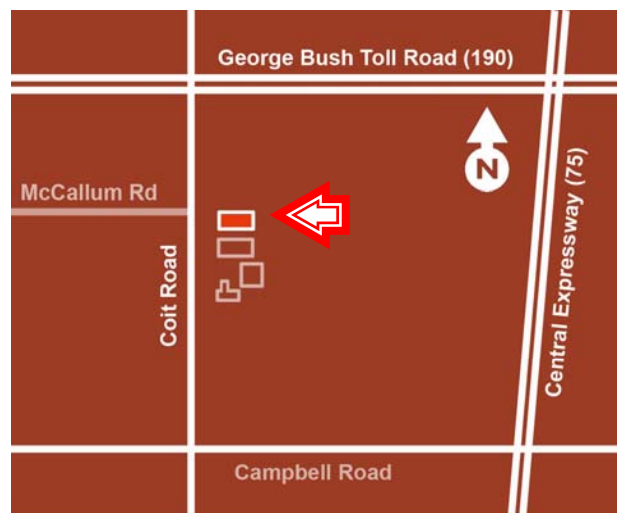 George Bush Toll Road (190)
N
McCallum Rd
Coit Road
Central Expressway (75)
Campbell Road